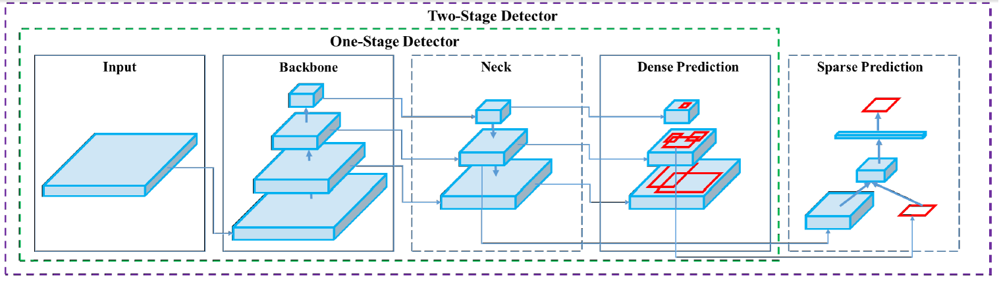 Two-Stage Detector
One-Stage Detector
Input
Backbone
Neck
Dense Prediction
Sparse Prediction